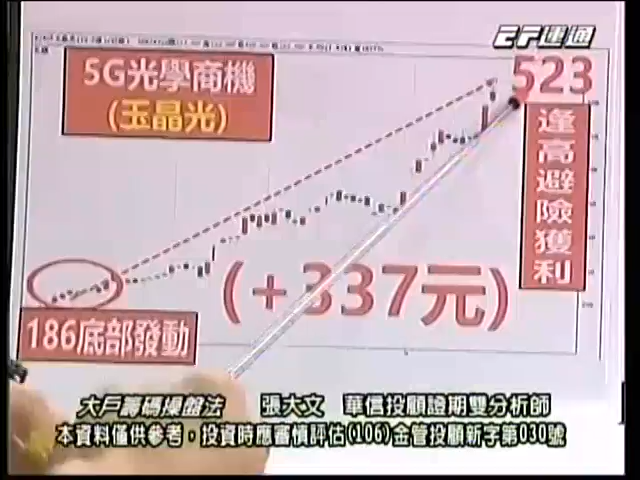 運通
5G光學商機
(玉晶光)
523
逢高避險獲利
(+337元)
186底部發動
大戶籌碼操盤法 張大文 華信投顧證期雙分析師
本資料僅供參考,投資時應審慎評估(106)金管投顧新字第030號